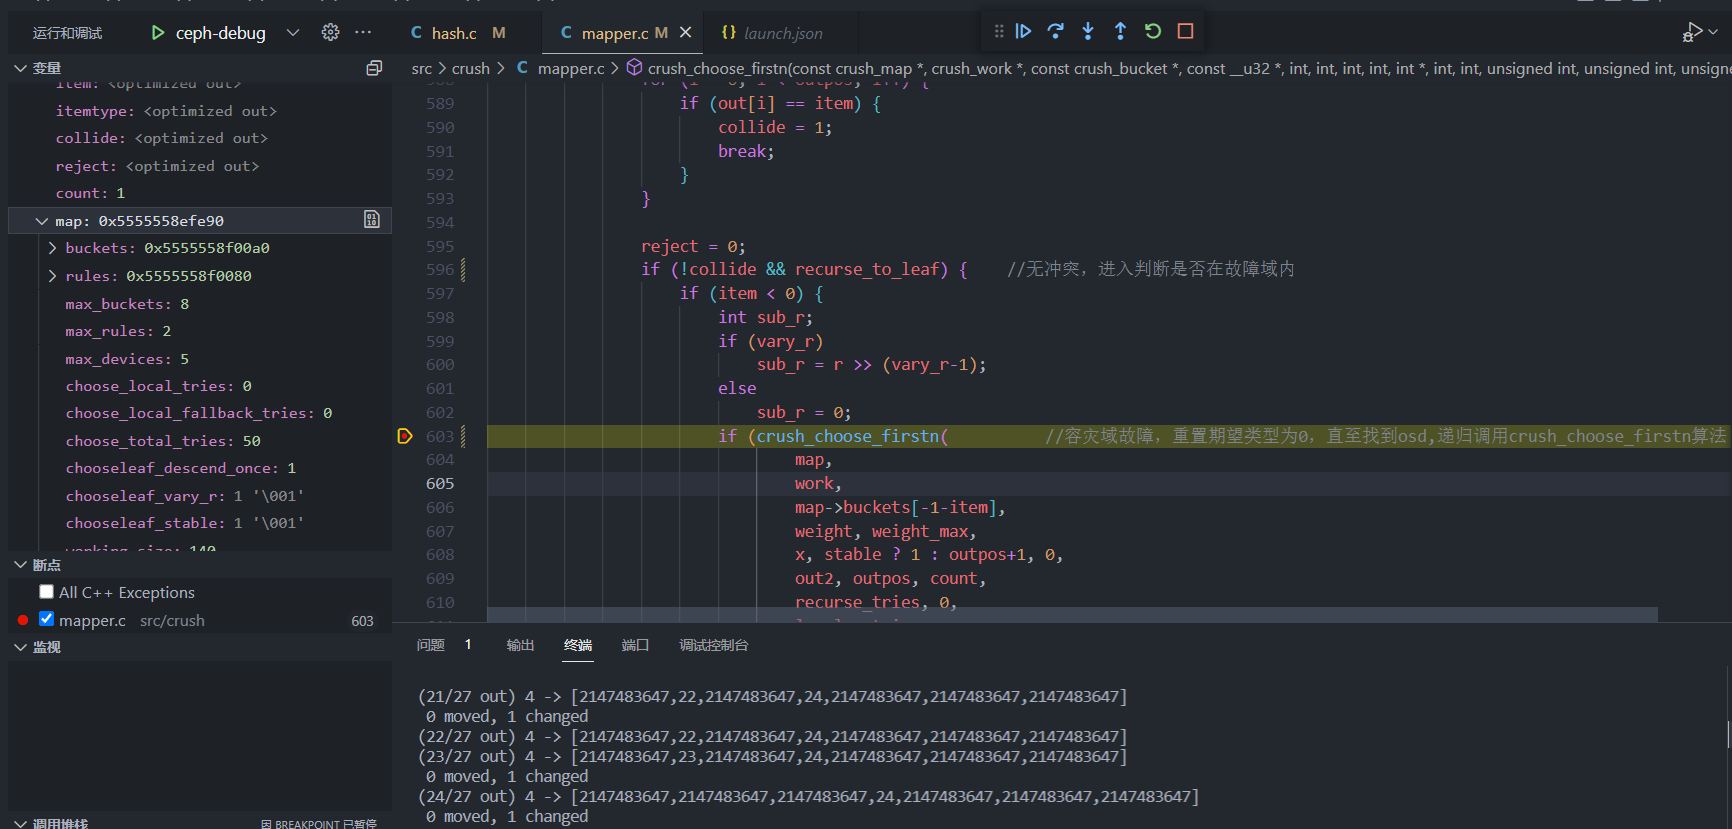 运行和调试
ceph-debug
hash.c M
mapper.c M
launch.json
变量
src > crush > C mapper.c > crush_choose_firstn(const crush_map *, crush_work *, const crush_bucket *, const __u32 *, int, int, int, int, int *, int, int, unsigned int, unsigned int, unsigne
item: <optimized out>
itemtype: <optimized out>
collide: <optimized out>
reject: <optimized out>
count: 1
map: 0x5555558efe90
buckets: 0x5555558f00a0
rules: 0x5555558f0080
max_buckets: 8
max_rules: 2
max_devices: 5
choose_local_tries: 0
choose_local_fallback_tries: 0
choose_total_tries: 50
chooseleaf_descend_once: 1
chooseleaf_vary_r: 1 '\001'
chooseleaf_stable: 1 '\001'
working_size: 140
断点
All C++ Exceptions
mapper.c src/crush 603
监视
调用堆栈
因 BREAKPOINT 已暂停
589 if (out[i] == item) {
590 collide = 1;
591 break;
592 }
593 }
594
595 reject = 0;
596 if (!collide && recurse_to_leaf) { //无冲突，进入判断是否在故障域内
597 if (item < 0) {
598 int sub_r;
599 if (vary_r)
600 sub_r = r >> (vary_r-1);
601 else
602 sub_r = 0;
603 if (crush_choose_firstn( //容灾域故障，重置期望类型为0，直至找到osd,递归调用crush_choose_firstn算法
604 map,
605 work,
606 map->buckets[-1-item],
607 weight, weight_max,
608 x, stable ? 1 : outpos+1, 0,
609 out2, outpos, count,
610 recurse_tries, 0,
问题 1 输出 终端 端口 调试控制台
(21/27 out) 4 -> [2147483647,22,2147483647,24,2147483647,2147483647,2147483647]
0 moved, 1 changed
(22/27 out) 4 -> [2147483647,22,2147483647,24,2147483647,2147483647,2147483647]
(23/27 out) 4 -> [2147483647,23,2147483647,24,2147483647,2147483647,2147483647]
0 moved, 1 changed
(24/27 out) 4 -> [2147483647,2147483647,2147483647,24,2147483647,2147483647,2147483647]
0 moved, 1 changed